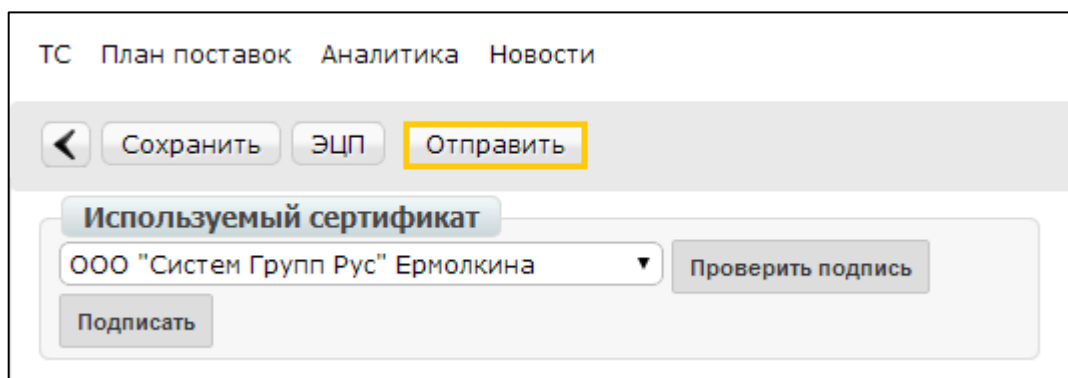 ТС План поставок Аналитика Новости
Сохранить ЭЦП Отправить
Используемый сертификат
ООО "Систем Групп Рус" Ермолкина Проверить подпись
Подписать